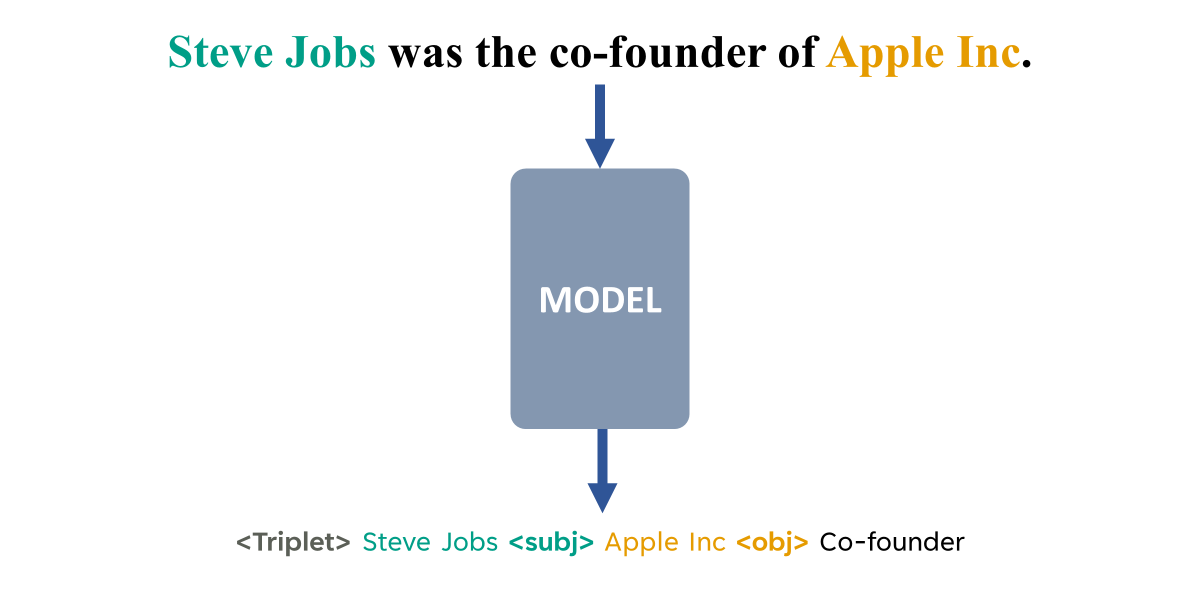 Steve Jobs was the co-founder of Apple Inc.
MODEL
<Triplet> Steve Jobs <subj> Apple Inc <obj> Co-founder